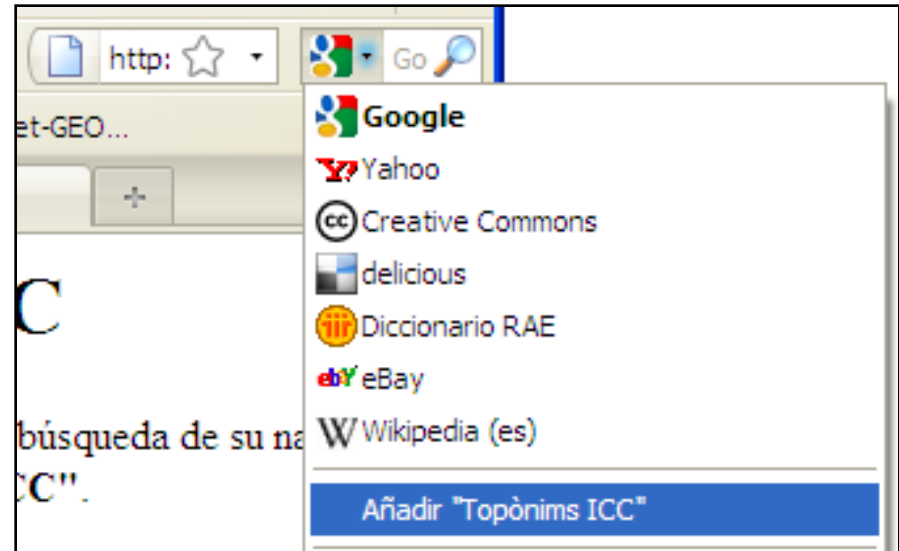 http: Go
Google
et-GEO...
Yahoo
Creative Commons
delicious
C
Diccionario RAE
eBay
búsqueda de su na
Wikipedia (es)
CC".
Añadir "Topònims ICC"